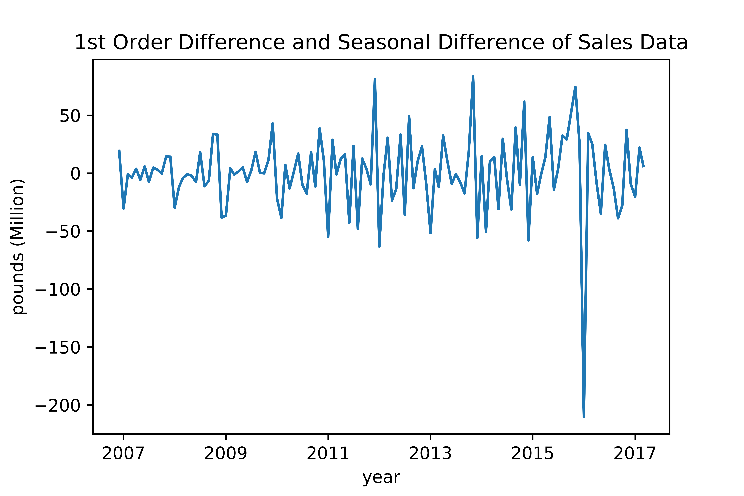 1st Order Difference and Seasonal Difference of Sales Data
50
0
−50
−100
−150
−200
pounds (Million)
2007 2009 2011 2013 2015 2017
year